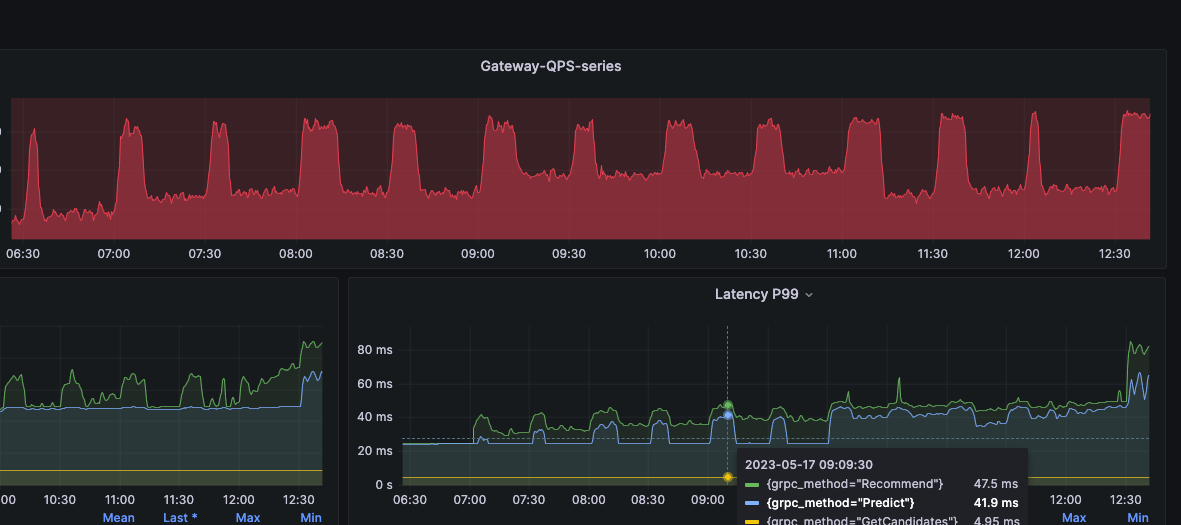 Gateway-QPS-series
06:30 07:00 07:30 08:00 08:30 09:00 09:30 10:00 10:30 11:00 11:30 12:00 12:30
Latency P99
80 ms
60 ms
40 ms
20 ms
0 s
00 10:30 11:00 11:30 12:00 12:30
Mean Last * Max Min
06:30 07:00 07:30 08:00 08:30 09:00 12:00 12:30
2023-05-17 09:09:30
{grpc_method="Recommend"} 47.5 ms
{grpc_method="Predict"} 41.9 ms
{grpc_method="GetCandidates"} 4.95 ms
Max Min